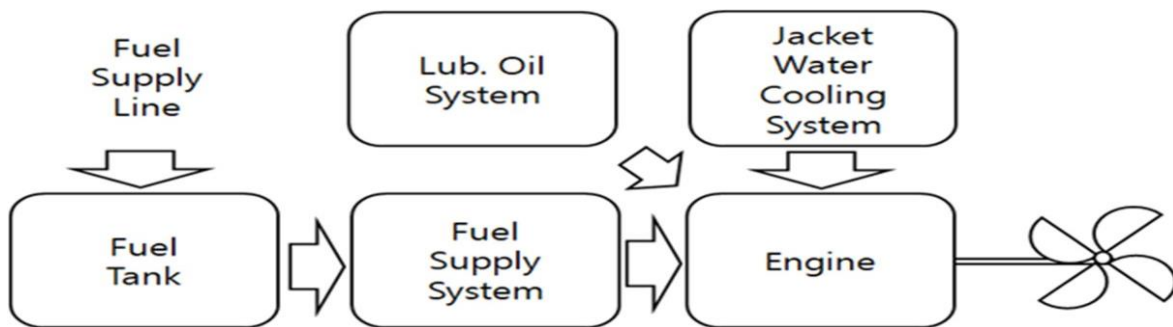 Fuel
Supply
Line
Lub. Oil
System
Jacket
Water
Cooling
System
Fuel
Tank
Fuel
Supply
System
Engine